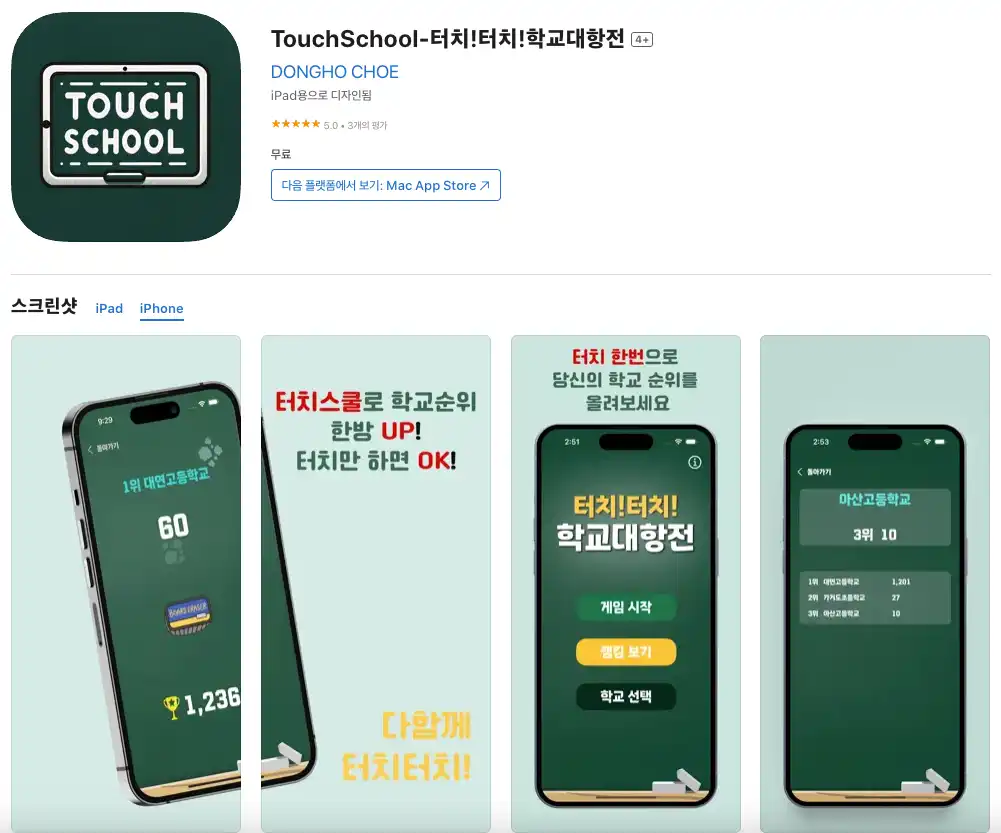 TOUCH
SCHOOL
TouchSchool-터치!터치!학교대항전 4+
DONGHO CHOE
iPad용으로 디자인됨
★★★★★ 5.0 • 3개의 평가
무료
다음 플랫폼에서 보기: Mac App Store ↗
스크린샷 iPad iPhone
9:29
돌아가기
1위 대연고등학교
60
BOARD ERASER
1,236
터치스쿨로 학교순위
한방 UP!
터치만 하면 OK!
다함께
터치터치!
터치 한번으로
당신의 학교 순위를
올려보세요
2:51
터치!터치!
학교대항전
게임 시작
랭킹 보기
학교 선택
2:53
돌아가기
아산고등학교
3위 10
1위 대연고등학교 1,201
2위 가거도초등학교 27
3위 아산고등학교 10